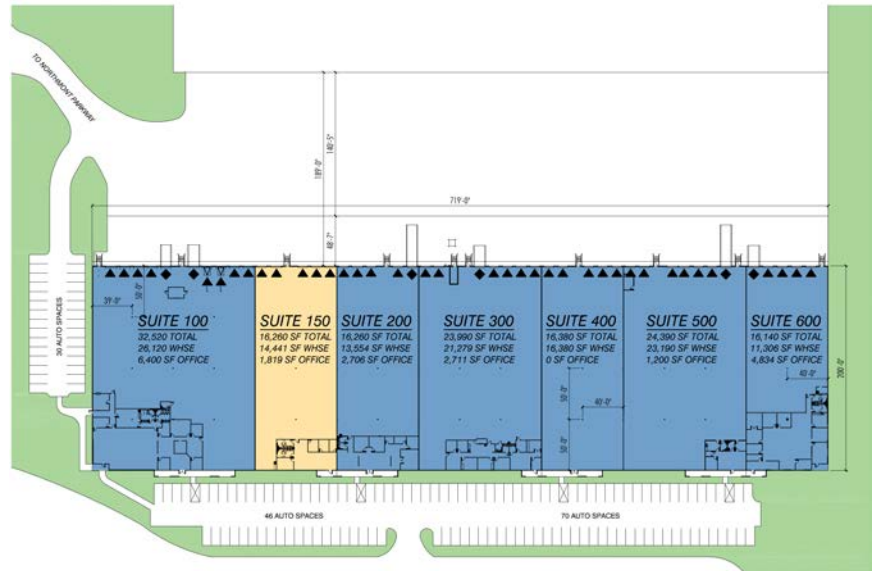 TO NORTHMONT PARKWAY
189'-0"
140'-5"
719'-0"
48'-7"
39'-0"
50'-0"
30 AUTO SPACES
SUITE 100
32,520 TOTAL
26,120 WHSE
6,400 SF OFFICE
SUITE 150
16,260 SF TOTAL
14,441 SF WHSE
1,819 SF OFFICE
SUITE 200
16,260 SF TOTAL
13,554 SF WHSE
2,706 SF OFFICE
SUITE 300
23,990 SF TOTAL
21,279 SF WHSE
2,711 SF OFFICE
SUITE 400
16,380 SF TOTAL
16,380 SF WHSE
0 SF OFFICE
SUITE 500
24,390 SF TOTAL
23,190 SF WHSE
1,200 SF OFFICE
SUITE 600
16,140 SF TOTAL
11,306 SF WHSE
4,834 SF OFFICE
40'-0"
200'-0"
50'-0"
40'-0"
50'-0"
46 AUTO SPACES
70 AUTO SPACES